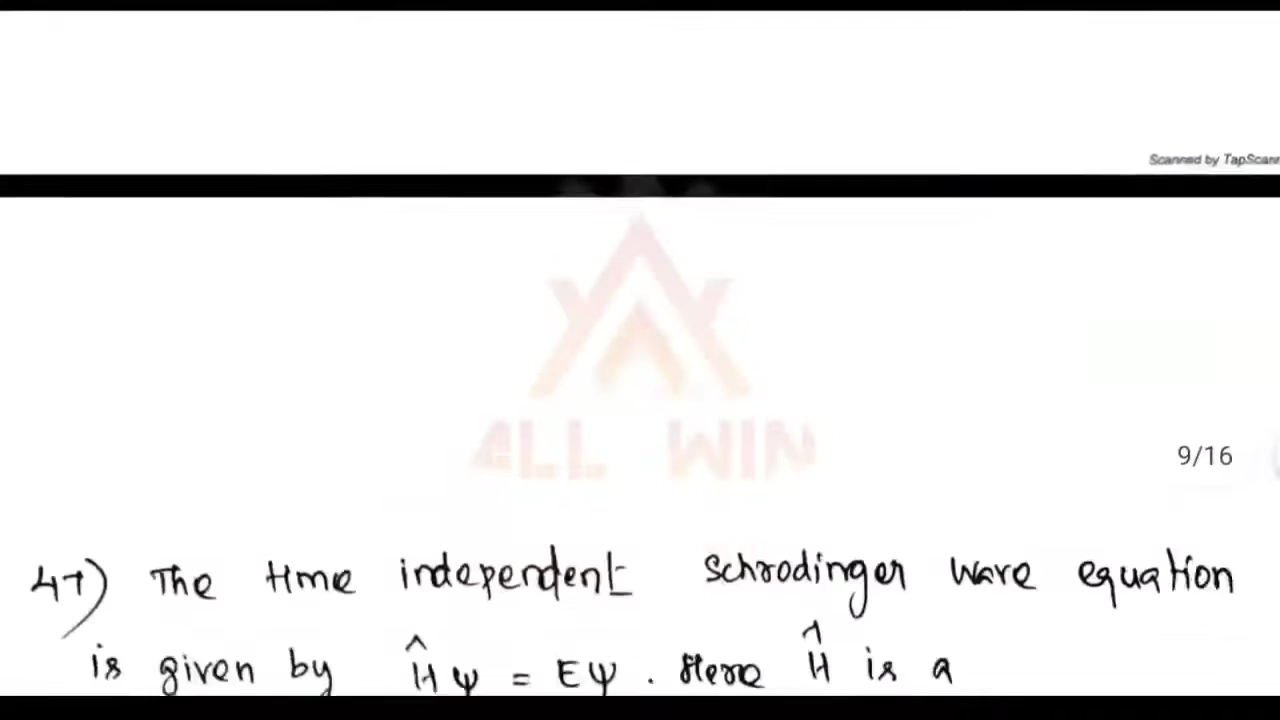 Scanned by TapScann
ALL WIN
9/16
47) The time independent Schrodinger wave equation
is given by Ĥψ = Eψ. Here Ĥ is a